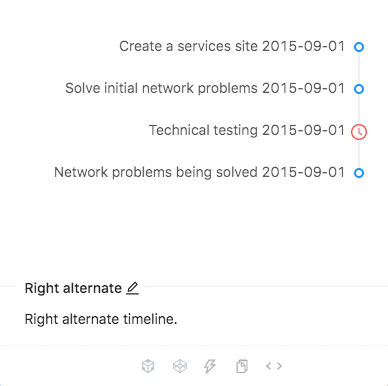 Create a services site 2015-09-01
Solve initial network problems 2015-09-01
Technical testing 2015-09-01
Network problems being solved 2015-09-01
Right alternate
Right alternate timeline.